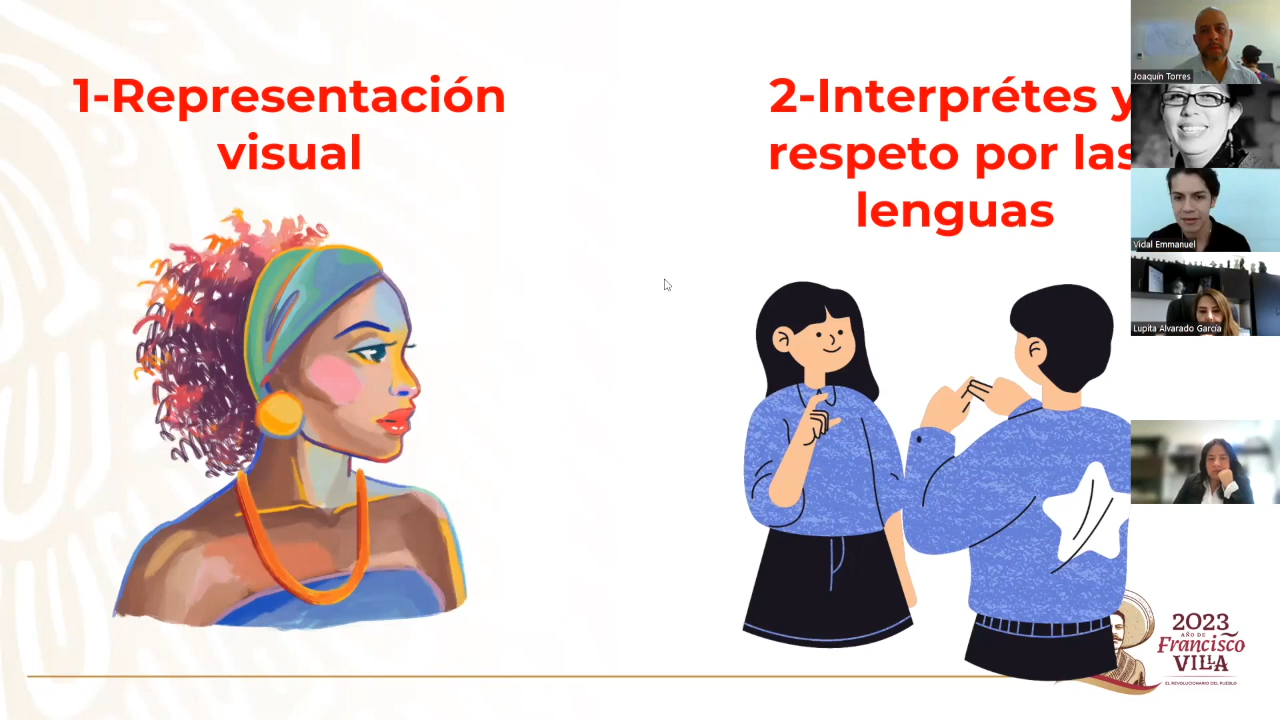 1-Representación
visual
2-Interprétes y
respeto por las
lenguas
Joaquín Torres
Vidal Emmanuel
Lupita Alvarado García
2023
AÑO DE
Francisco
VILLA
EL REVOLUCIONARIO DEL PUEBLO